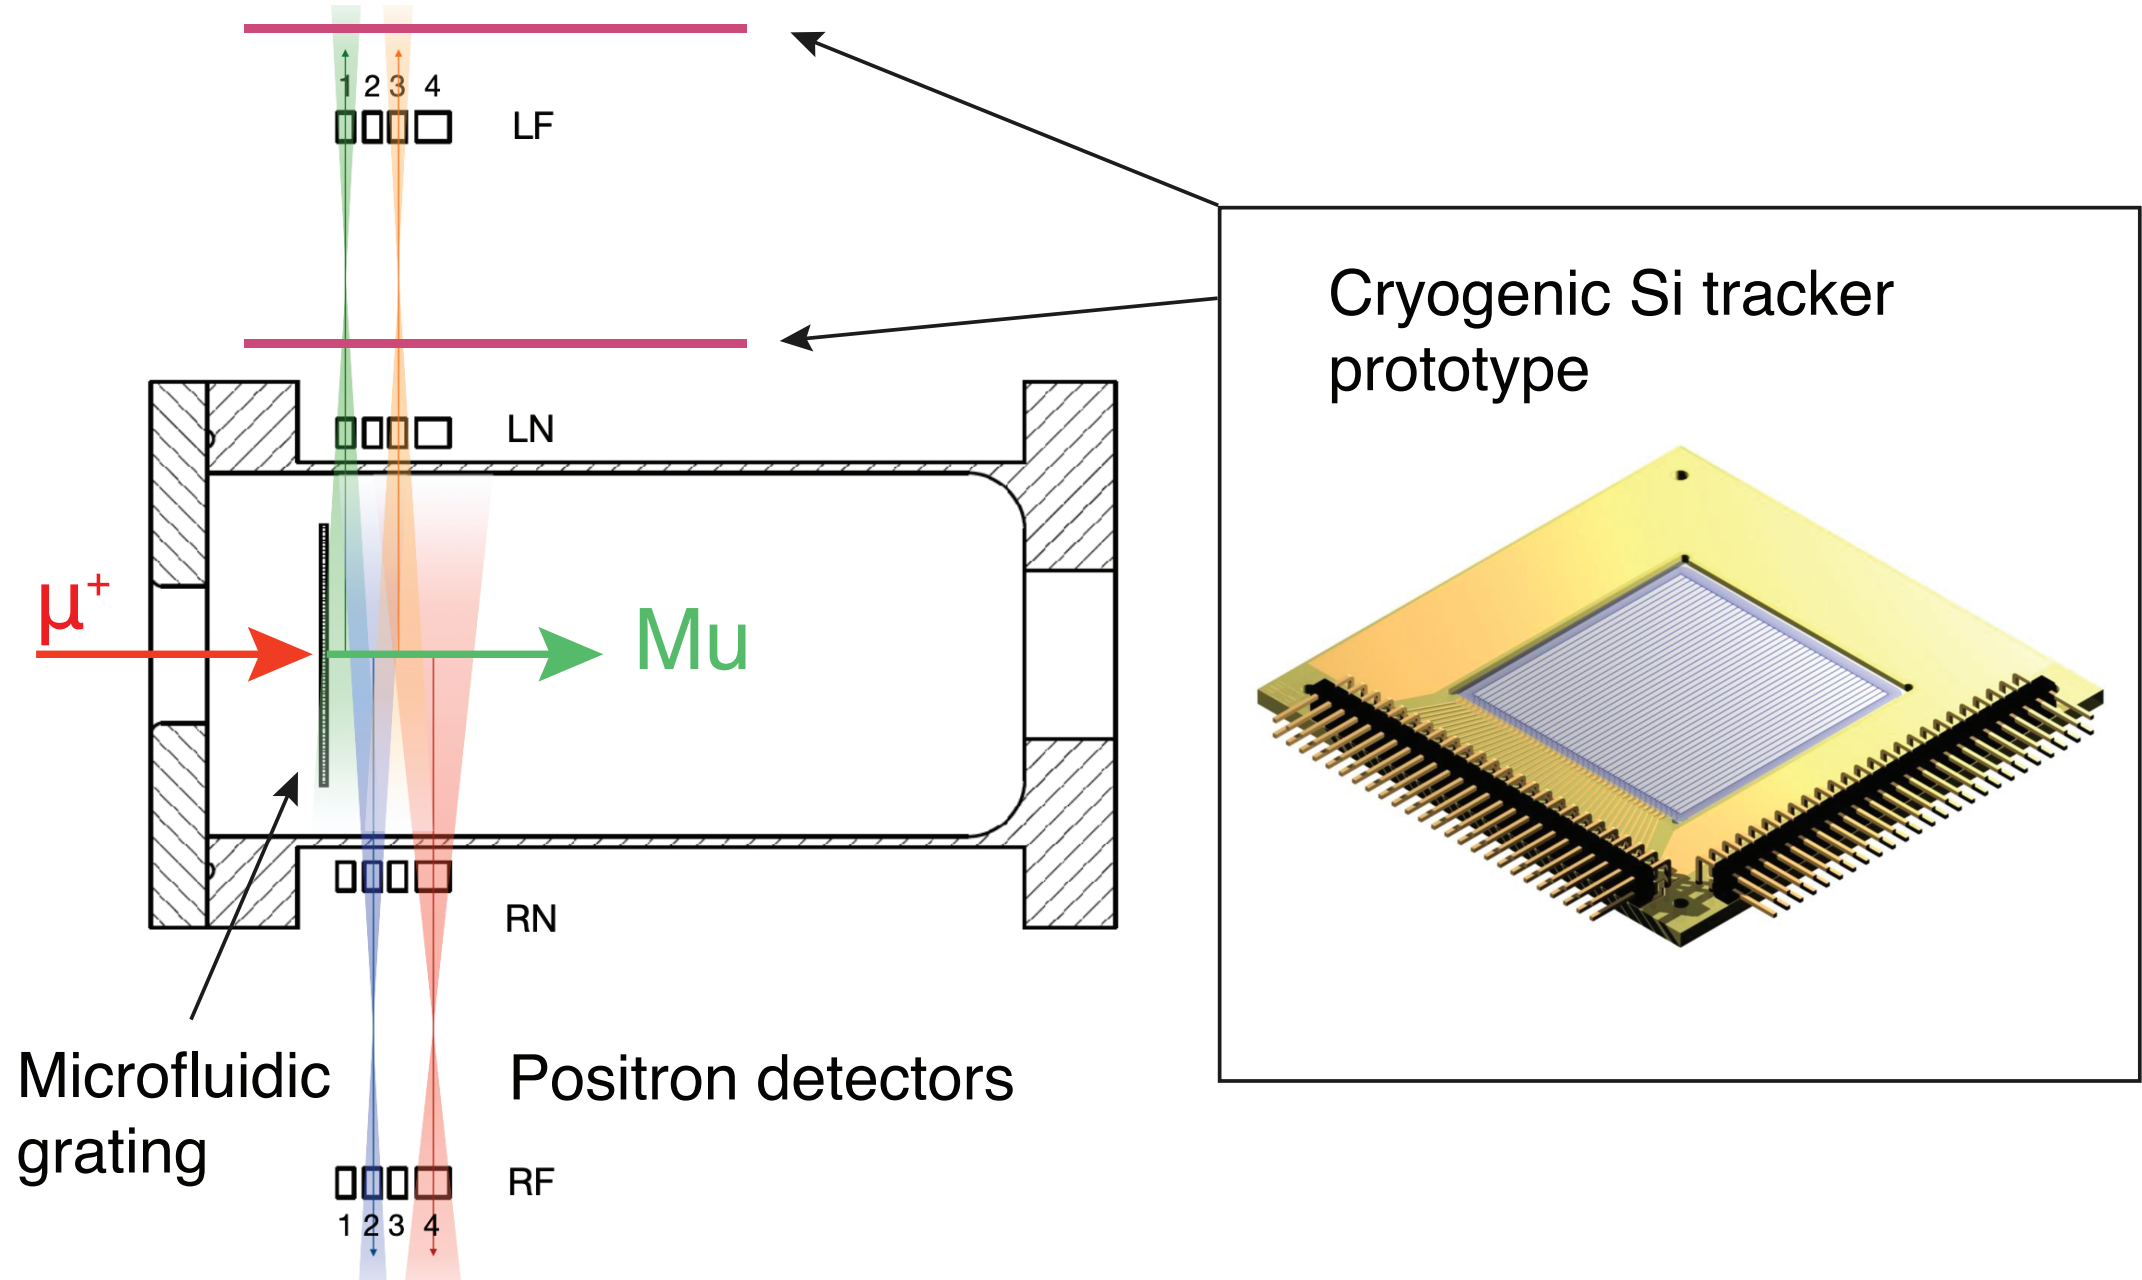 1 2 3 4
LF
Cryogenic Si tracker
prototype
LN
μ+
Mu
RN
Microfluidic
grating
Positron detectors
RF
1 2 3 4